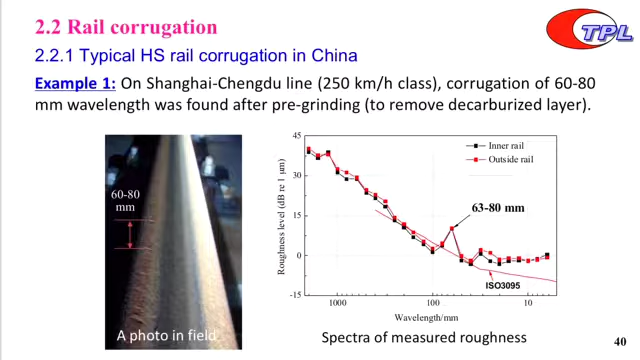 2.2 Rail corrugation
TPL
2.2.1 Typical HS rail corrugation in China
Example 1: On Shanghai-Chengdu line (250 km/h class), corrugation of 60-80
mm wavelength was found after pre-grinding (to remove decarburized layer).
60-80
mm
A photo in field
45
30
15
0
-15
Roughness level (dB re 1 μm)
Inner rail
Outside rail
63-80 mm
ISO3095
1000
100
10
Wavelength/mm
Spectra of measured roughness
40